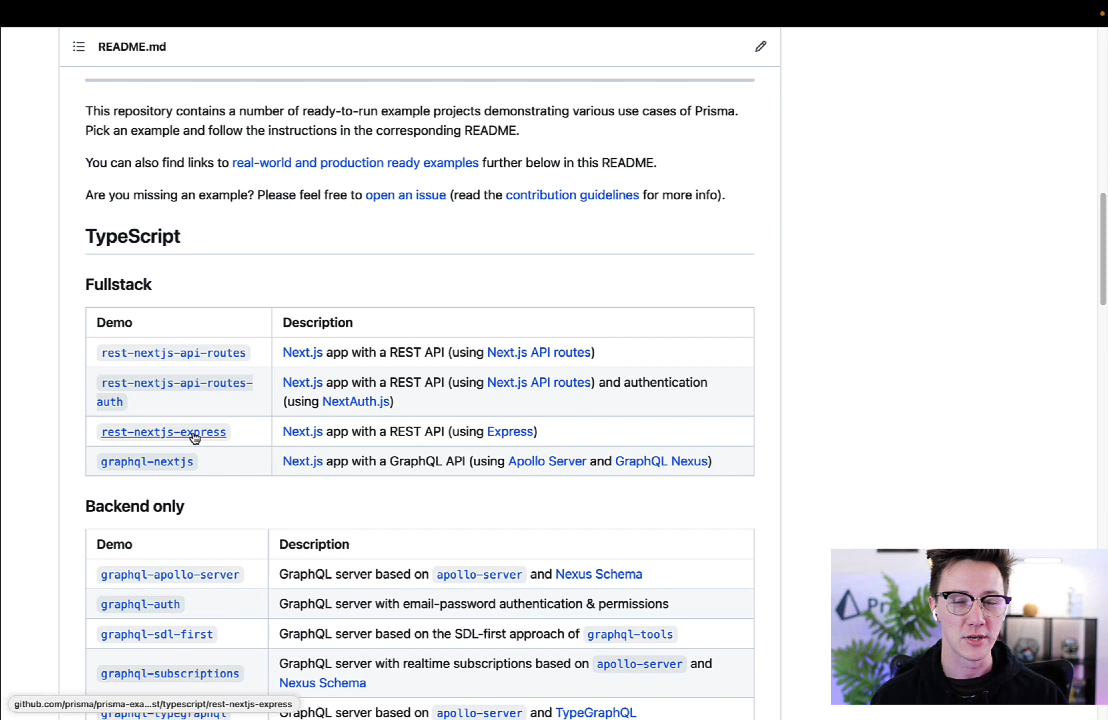 README.md
This repository contains a number of ready-to-run example projects demonstrating various use cases of Prisma.
Pick an example and follow the instructions in the corresponding README.
You can also find links to real-world and production ready examples further below in this README.
Are you missing an example? Please feel free to open an issue (read the contribution guidelines for more info).
TypeScript
Fullstack
Demo Description
rest-nextjs-api-routes Next.js app with a REST API (using Next.js API routes)
rest-nextjs-api-routes- Next.js app with a REST API (using Next.js API routes) and authentication
auth (using NextAuth.js)
rest-nextjs-express Next.js app with a REST API (using Express)
graphql-nextjs Next.js app with a GraphQL API (using Apollo Server and GraphQL Nexus)
Backend only
Demo Description
graphql-apollo-server GraphQL server based on apollo-server and Nexus Schema
graphql-auth GraphQL server with email-password authentication & permissions
graphql-sdl-first GraphQL server based on the SDL-first approach of graphql-tools
graphql-subscriptions GraphQL server with realtime subscriptions based on apollo-server and
Nexus Schema
github.com/prisma/prisma-exa...st/typescript/rest-nextjs-express
graphql-typegraphql GraphQL server based on apollo-server and TypeGraphQL